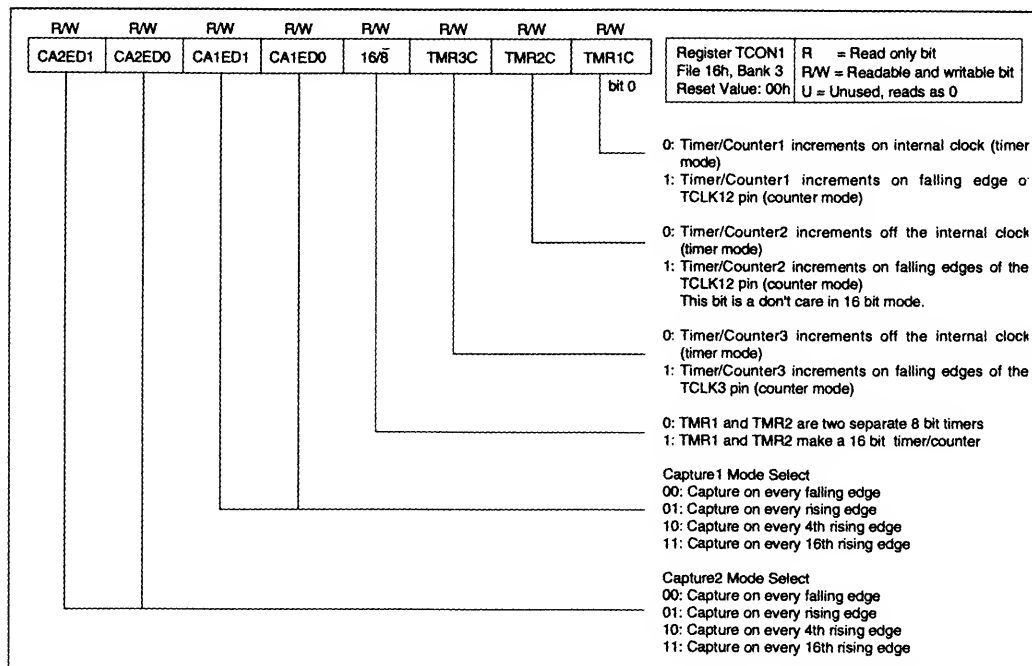 R/W R/W R/W R/W R/W R/W R/W R/W
CA2ED1 CA2ED0 CA1ED1 CA1ED0 16/8̅ TMR3C TMR2C TMR1C
bit 0
Register TCON1
File 16h, Bank 3
Reset Value: 00h
R = Read only bit
R/W = Readable and writable bit
U = Unused, reads as 0
0: Timer/Counter1 increments on internal clock (timer
mode)
1: Timer/Counter1 increments on falling edge of
TCLK12 pin (counter mode)
0: Timer/Counter2 increments off the internal clock
(timer mode)
1: Timer/Counter2 increments on falling edges of the
TCLK12 pin (counter mode)
This bit is a don't care in 16 bit mode.
0: Timer/Counter3 increments off the internal clock
(timer mode)
1: Timer/Counter3 increments on falling edges of the
TCLK3 pin (counter mode)
0: TMR1 and TMR2 are two separate 8 bit timers
1: TMR1 and TMR2 make a 16 bit timer/counter
Capture1 Mode Select
00: Capture on every falling edge
01: Capture on every rising edge
10: Capture on every 4th rising edge
11: Capture on every 16th rising edge
Capture2 Mode Select
00: Capture on every falling edge
01: Capture on every rising edge
10: Capture on every 4th rising edge
11: Capture on every 16th rising edge